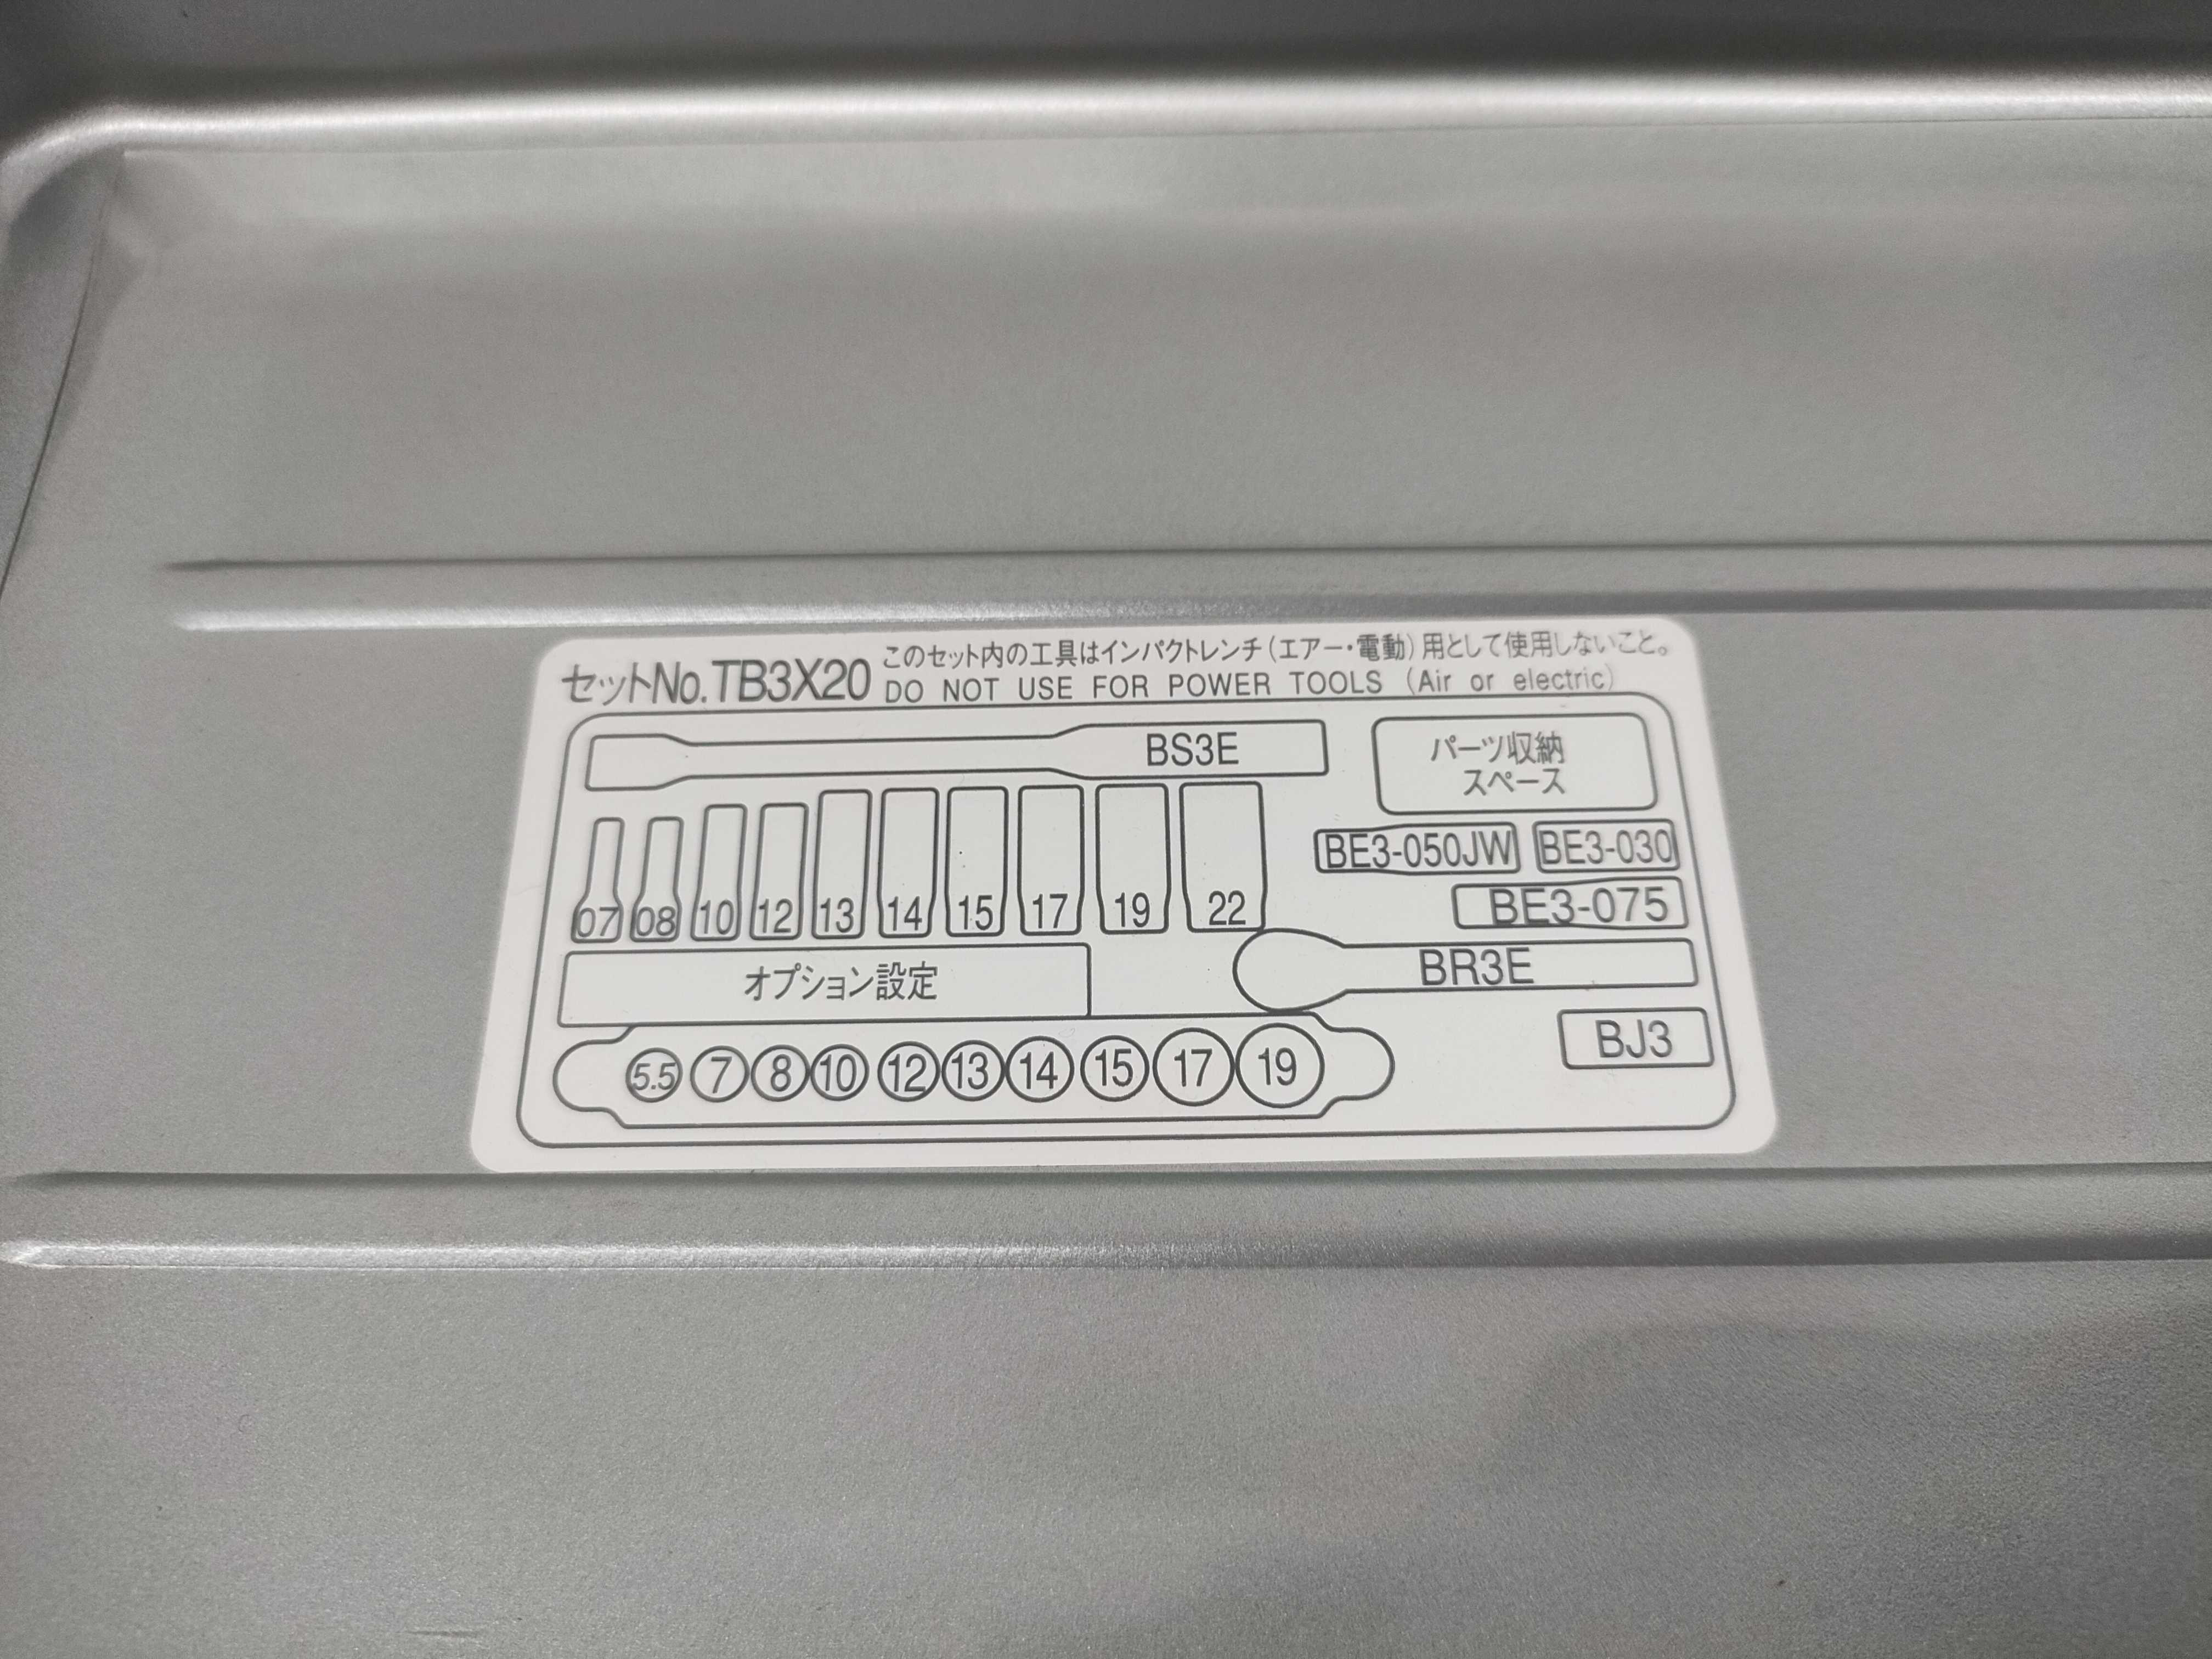 セットNo.TB3X20
このセット内の工具はインパクトレンチ(エアー・電動)用として使用しないこと。
DO NOT USE FOR POWER TOOLS (Air or electric)
BS3E
パーツ収納
スペース
07 08 10 12 13 14 15 17 19 22
BE3-050JW BE3-030
BE3-075
オプション設定
BR3E
5.5 7 8 10 12 13 14 15 17 19
BJ3